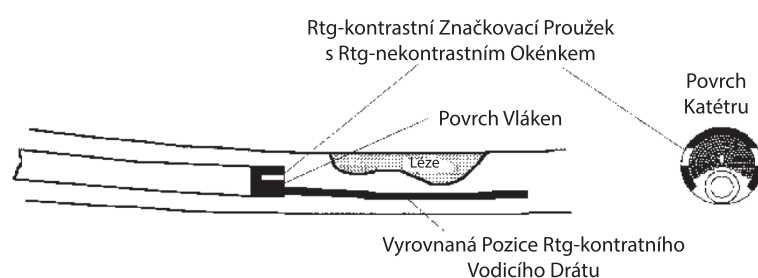 Rtg-kontrastní Značkovací Proužek
s Rtg-nekontrastním Okénkem
Povrch
Katétru
Povrch Vláken
Léze
Vyrovnaná Pozice Rtg-kontratního
Vodicího Drátu